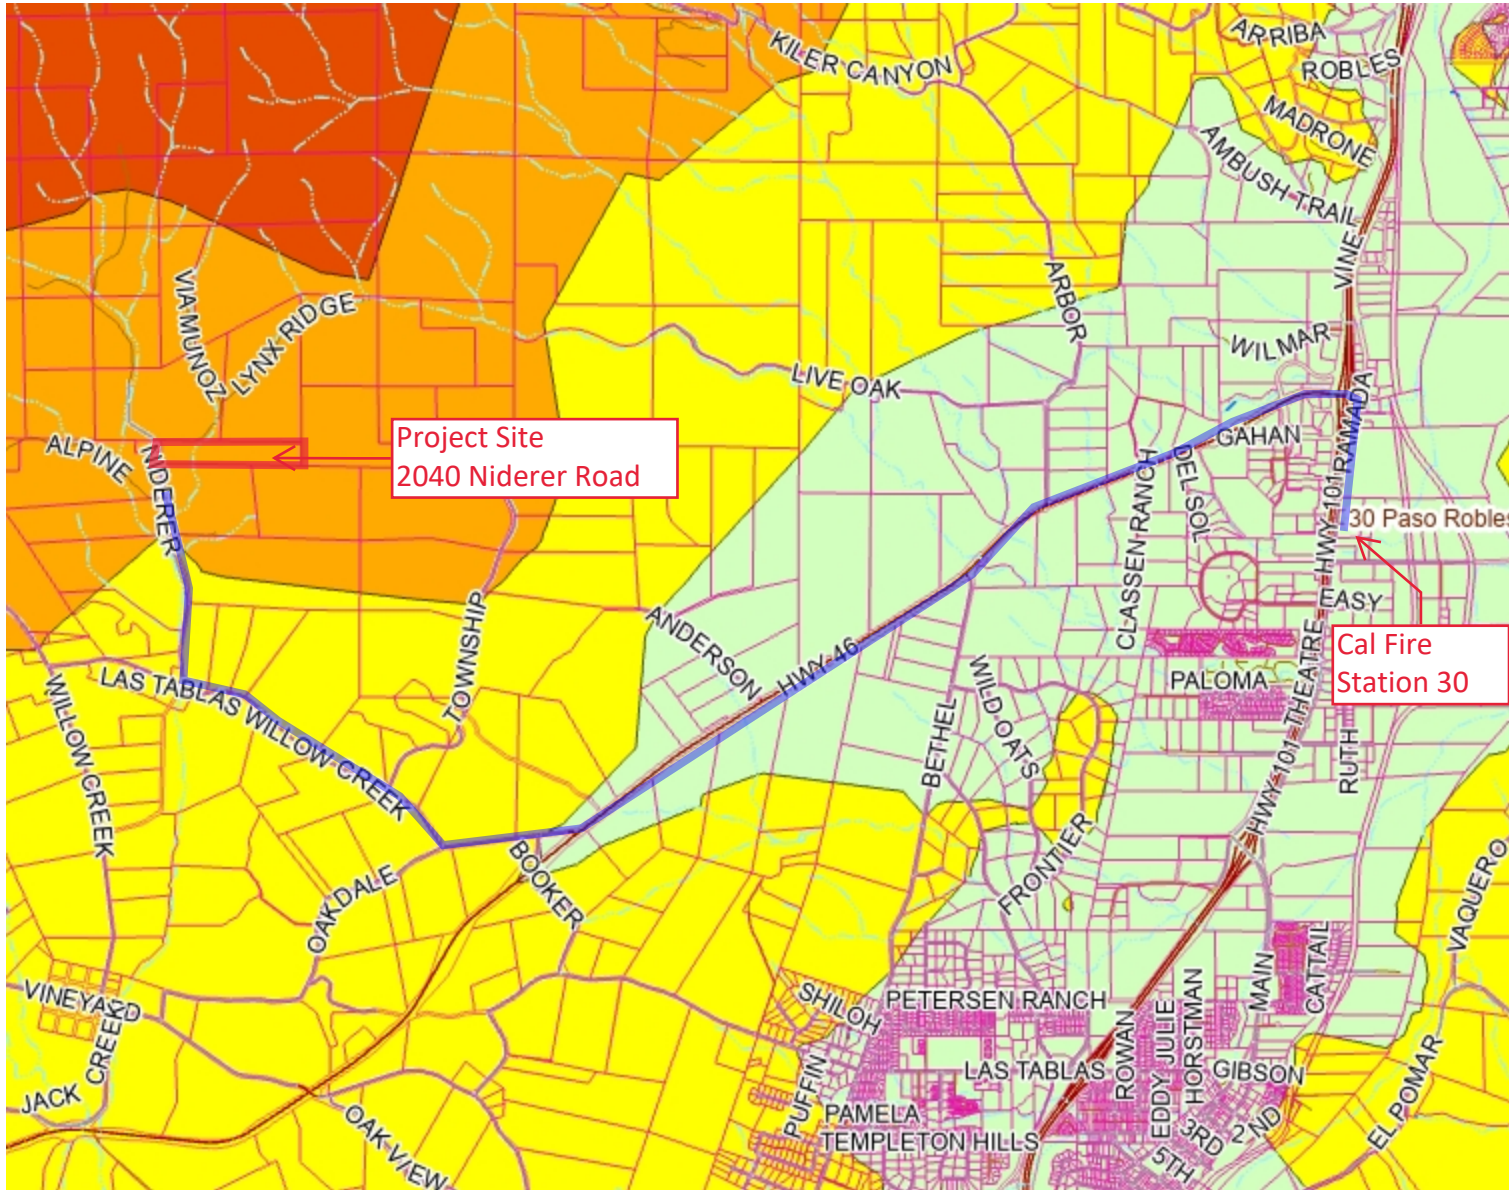 KILER CANYON
ARRIBA
ROBLES
MADRONE
AMBUSH TRAIL
VINE
VIA MUNOZ
LYNX RIDGE
ARBOR
WILMAR
LIVE OAK
RAMADA
GAHAN
Project Site
2040 Niderer Road
ALPINE
NIDERER
CLASSEN RANCH
DEL SOL
HWY 101
30 Paso Robles
EASY
ANDERSON
TOWNSHIP
HWY 46
Cal Fire
Station 30
PALOMA
THEATRE
HWY 101
RUTH
WILD OATS
BETHEL
LAS TABLAS WILLOW CREEK
WILLOW CREEK
FRONTIER
BOOKER
OAKDALE
VAQUERO
MAIN
CATTAIL
VINEYARD
SHILOH
PETERSEN RANCH
HORSTMAN
EDDY JULIE
ROWAN
JACK CREEK
LAS TABLAS
GIBSON
PUFFIN
PAMELA
TEMPLETON HILLS
OAK VIEW
3RD
2ND
5TH
EL POMAR